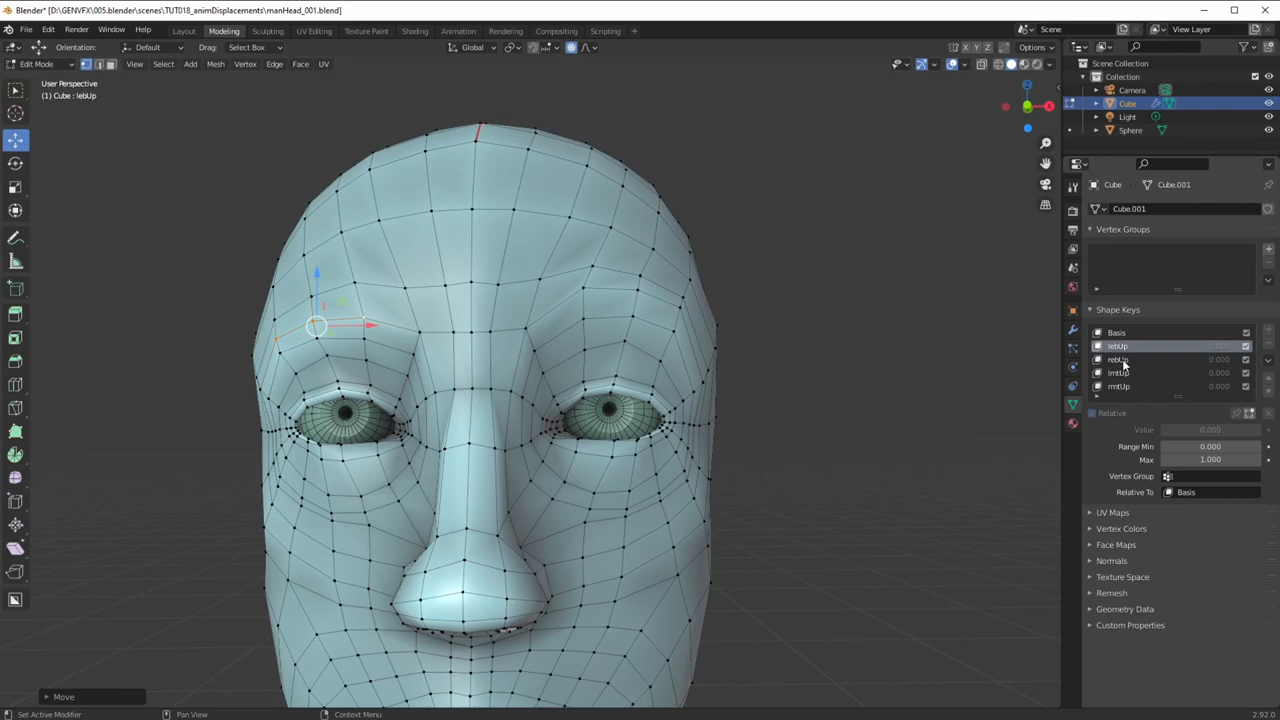 Blender* [D:\GENVFX\005.blender\scenes\TUT018_animDisplacements\manHead_001.blend]
File Edit Render Window Help Layout Modeling Sculpting UV Editing Texture Paint Shading Animation Rendering Compositing Scripting Scene View Layer
Orientation: Default Drag: Select Box Global X Y Z Options
Edit Mode View Select Add Mesh Vertex Edge Face UV
User Perspective
(1) Cube : lebUp
Z
X
Move
Scene Collection
Collection
Camera
Cube
Light
Sphere
Cube Cube.001
Cube.001
Vertex Groups
Shape Keys
Basis
lebUp 0.000
rebUp 0.000
lmtUp 0.000
rmtUp 0.000
Relative
Value 0.000
Range Min 0.000
Max 1.000
Vertex Group
Relative To Basis
UV Maps
Vertex Colors
Face Maps
Normals
Texture Space
Remesh
Geometry Data
Custom Properties
Set Active Modifier Pan View Context Menu 2.92.0